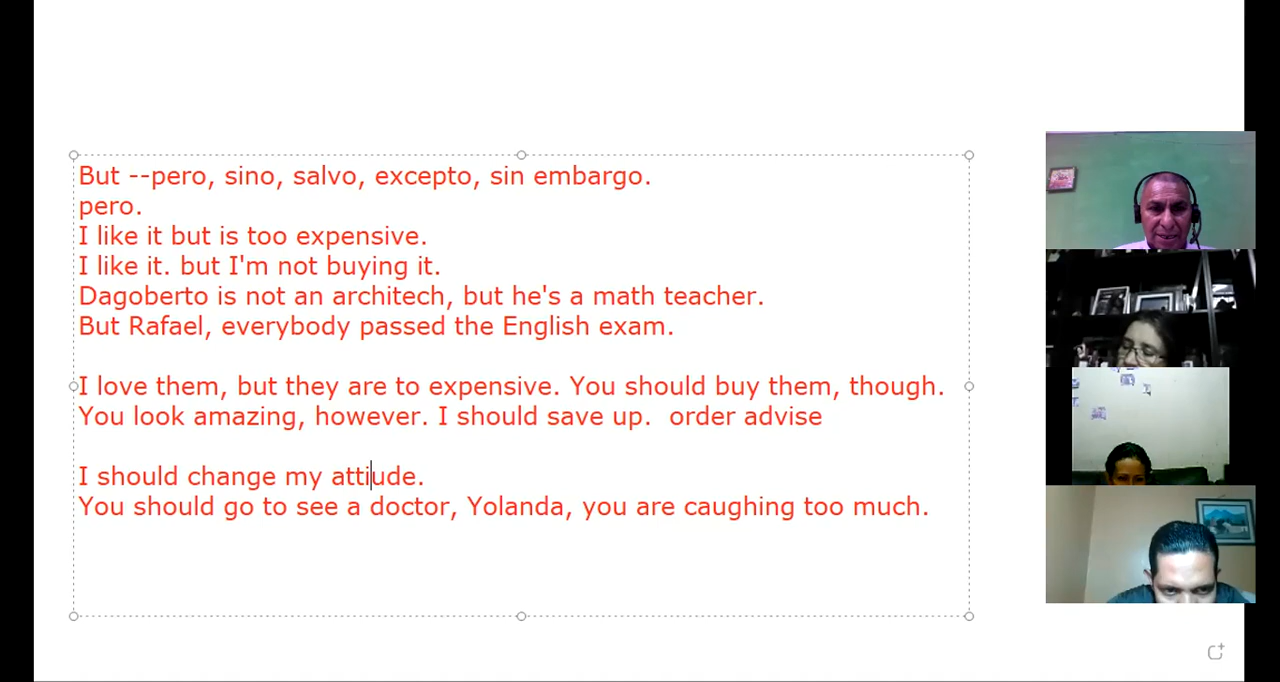 But --pero, sino, salvo, excepto, sin embargo.
pero.
I like it but is too expensive.
I like it. but I'm not buying it.
Dagoberto is not an architech, but he's a math teacher.
But Rafael, everybody passed the English exam.
I love them, but they are to expensive. You should buy them, though.
You look amazing, however. I should save up.  order advise
I should change my attiude.
You should go to see a doctor, Yolanda, you are caughing too much.